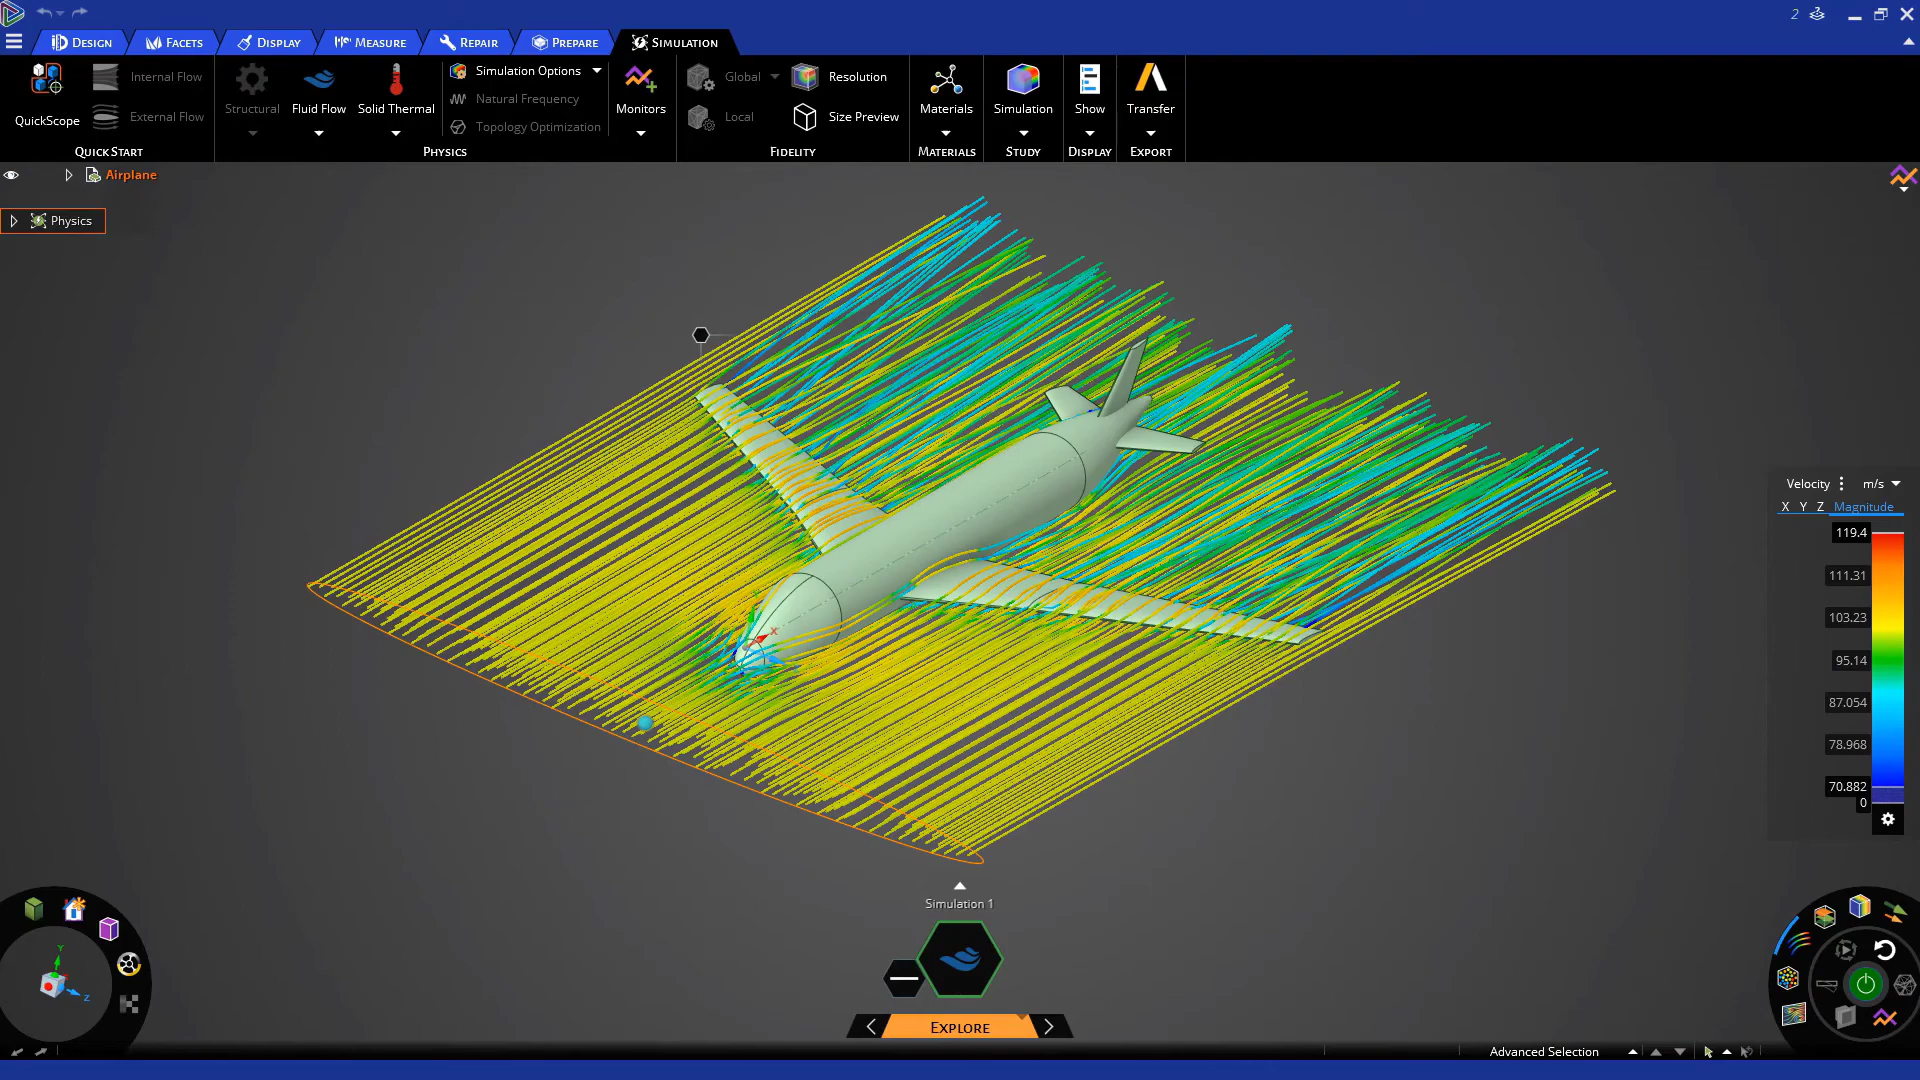 2
DESIGN FACETS DISPLAY MEASURE REPAIR PREPARE SIMULATION
QuickScope Internal Flow External Flow
QUICK START
Structural Fluid Flow Solid Thermal
Simulation Options
Natural Frequency
Topology Optimization
PHYSICS
Monitors
Global Resolution
Local Size Preview
FIDELITY
Materials
MATERIALS
Simulation
STUDY
Show
DISPLAY
Transfer
EXPORT
Airplane
Physics
X
Velocity m/s
X Y Z Magnitude
119.4
111.31
103.23
95.14
87.054
78.968
70.882
0
Simulation 1
EXPLORE
Y
Z
Advanced Selection